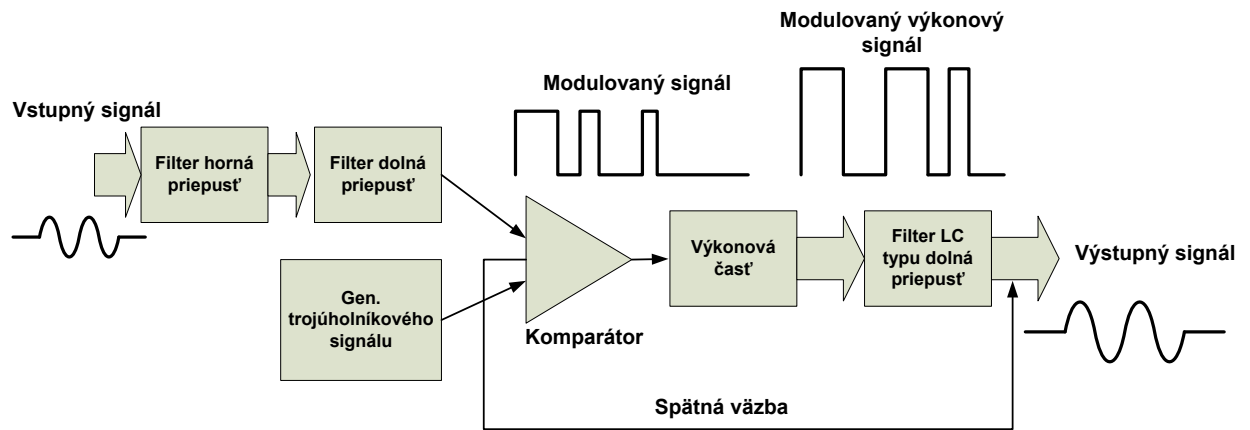 Vstupný signál
Filter horná
priepusť
Filter dolná
priepusť
Gen.
trojúholníkového
signálu
Komparátor
Modulovaný signál
Výkonová
časť
Modulovaný výkonový
signál
Filter LC
typu dolná
priepusť
Výstupný signál
Spätná väzba